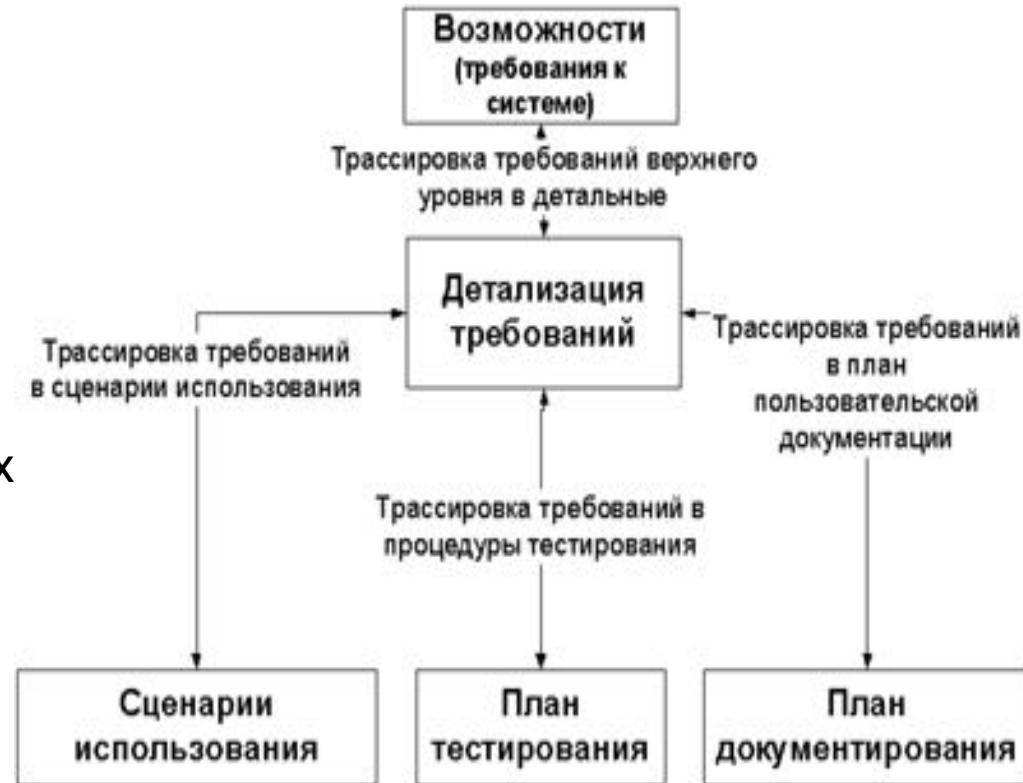 Возможности
(требования к
системе)
Трассировка требований верхнего
уровня в детальные
Детализация
требований
Трассировка требований
в сценарии использования
Трассировка требований
в план
пользовательской
документации
х
Трассировка требований в
процедуры тестирования
Сценарии
использования
План
тестирования
План
документирования